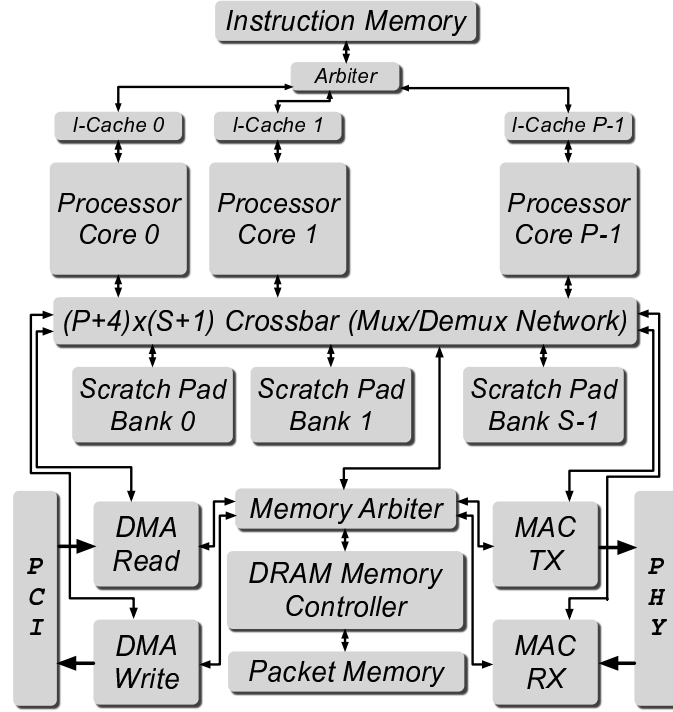 Instruction Memory
Arbiter
I-Cache 0
I-Cache 1
I-Cache P-1
Processor
Core 0
Processor
Core 1
Processor
Core P-1
(P+4)x(S+1) Crossbar (Mux/Demux Network)
Scratch Pad
Bank 0
Scratch Pad
Bank 1
Scratch Pad
Bank S-1
PCI
DMA
Read
Memory Arbiter
MAC
TX
PHY
DRAM Memory
Controller
DMA
Write
Packet Memory
MAC
RX